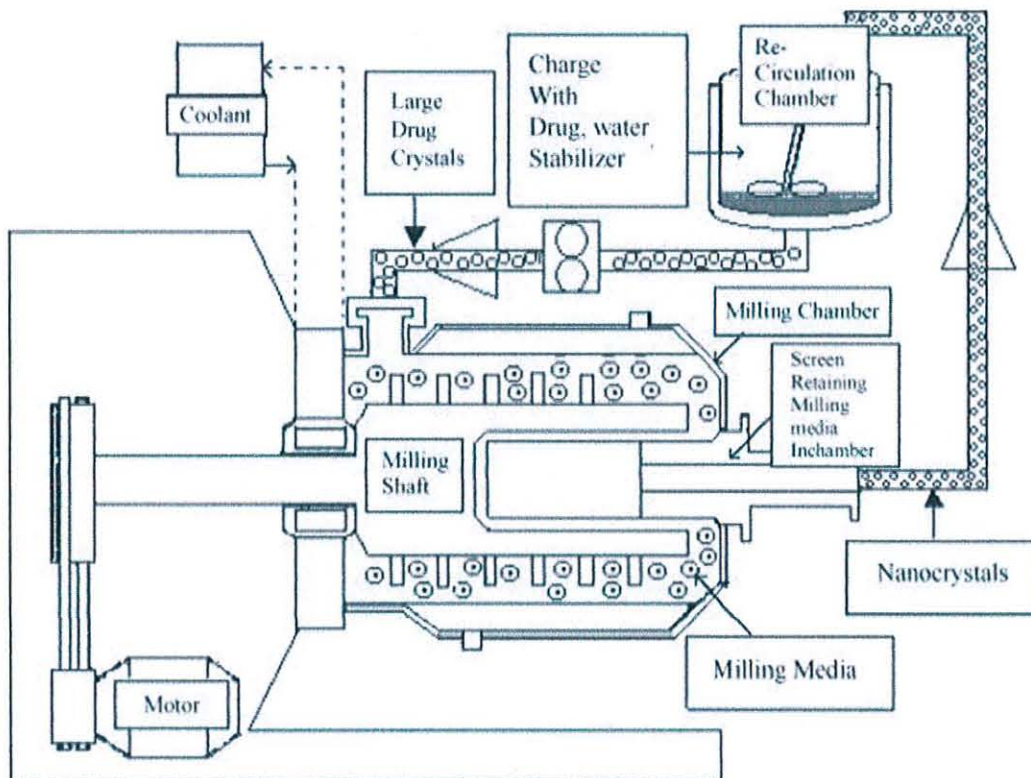 Coolant
Large
Drug
Crystals
Charge
With
Drug, water
Stabilizer
Re-
Circulation
Chamber
Milling Chamber
Screen
Retaining
Milling
media
Inchamber
Milling
Shaft
Nanocrystals
Milling Media
Motor